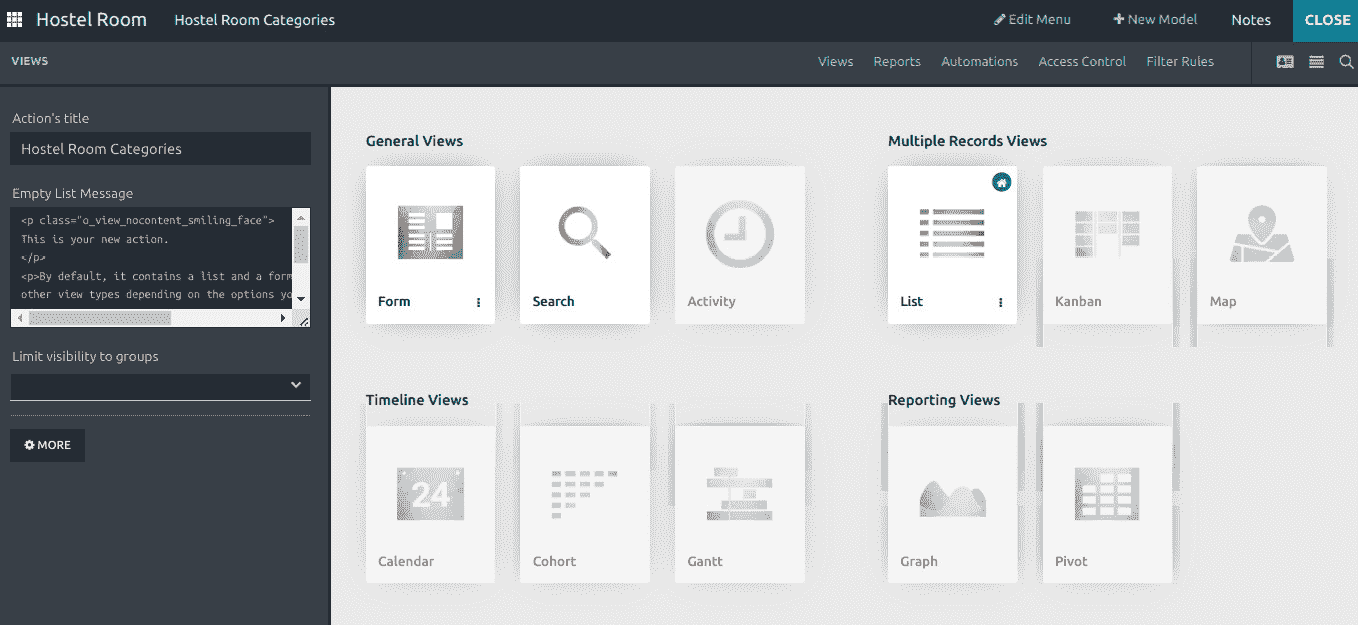 Hostel Room
Hostel Room Categories
Edit Menu
New Model
Notes
CLOSE
VIEWS
Views
Reports
Automations
Access Control
Filter Rules
Action's title
Hostel Room Categories
Empty List Message
<p class="o_view_nocontent_smiling_face">
This is your new action.
</p>
<p>By default, it contains a list and a form
other view types depending on the options yo
Limit visibility to groups
MORE
General Views
Form
Search
Activity
Multiple Records Views
List
Kanban
Map
Timeline Views
24
Calendar
Cohort
Gantt
Reporting Views
Graph
Pivot